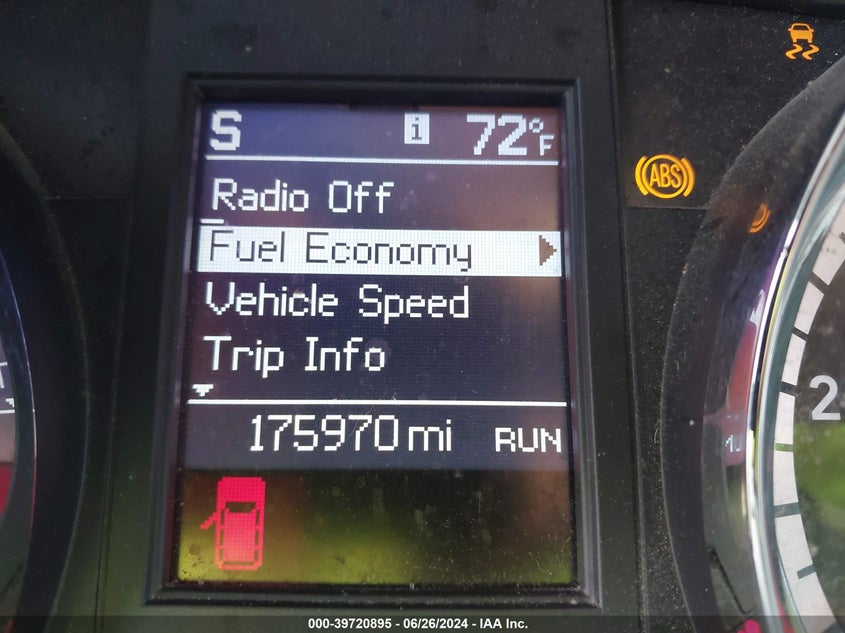 S i 72°F
ABS
Radio Off
Fuel Economy
Vehicle Speed
Trip Info
2
175970 mi RUN
000-39720895 - 06/26/2024 - IAA Inc.